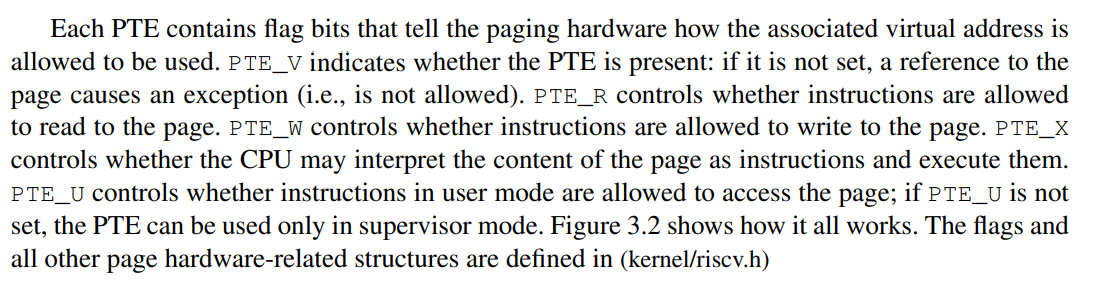 Each PTE contains flag bits that tell the paging hardware how the associated virtual address is
allowed to be used. PTE_V indicates whether the PTE is present: if it is not set, a reference to the
page causes an exception (i.e., is not allowed). PTE_R controls whether instructions are allowed
to read to the page. PTE_W controls whether instructions are allowed to write to the page. PTE_X
controls whether the CPU may interpret the content of the page as instructions and execute them.
PTE_U controls whether instructions in user mode are allowed to access the page; if PTE_U is not
set, the PTE can be used only in supervisor mode. Figure 3.2 shows how it all works. The flags and
all other page hardware-related structures are defined in (kernel/riscv.h)